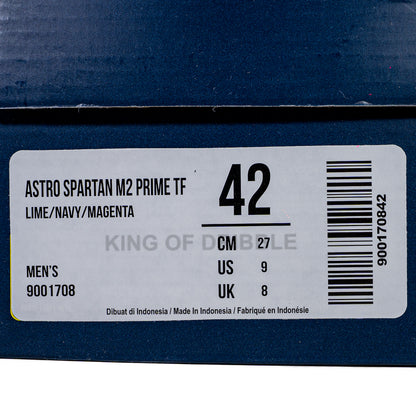 ASTRO SPARTAN M2 PRIME TF
LIME/NAVY/MAGENTA
42
KING OF DRIBBLE
CM 27
US 9
UK 8
MEN'S
9001708
Dibuat di Indonesia / Made In Indonesia / Fabriqué en Indonésie
900170842